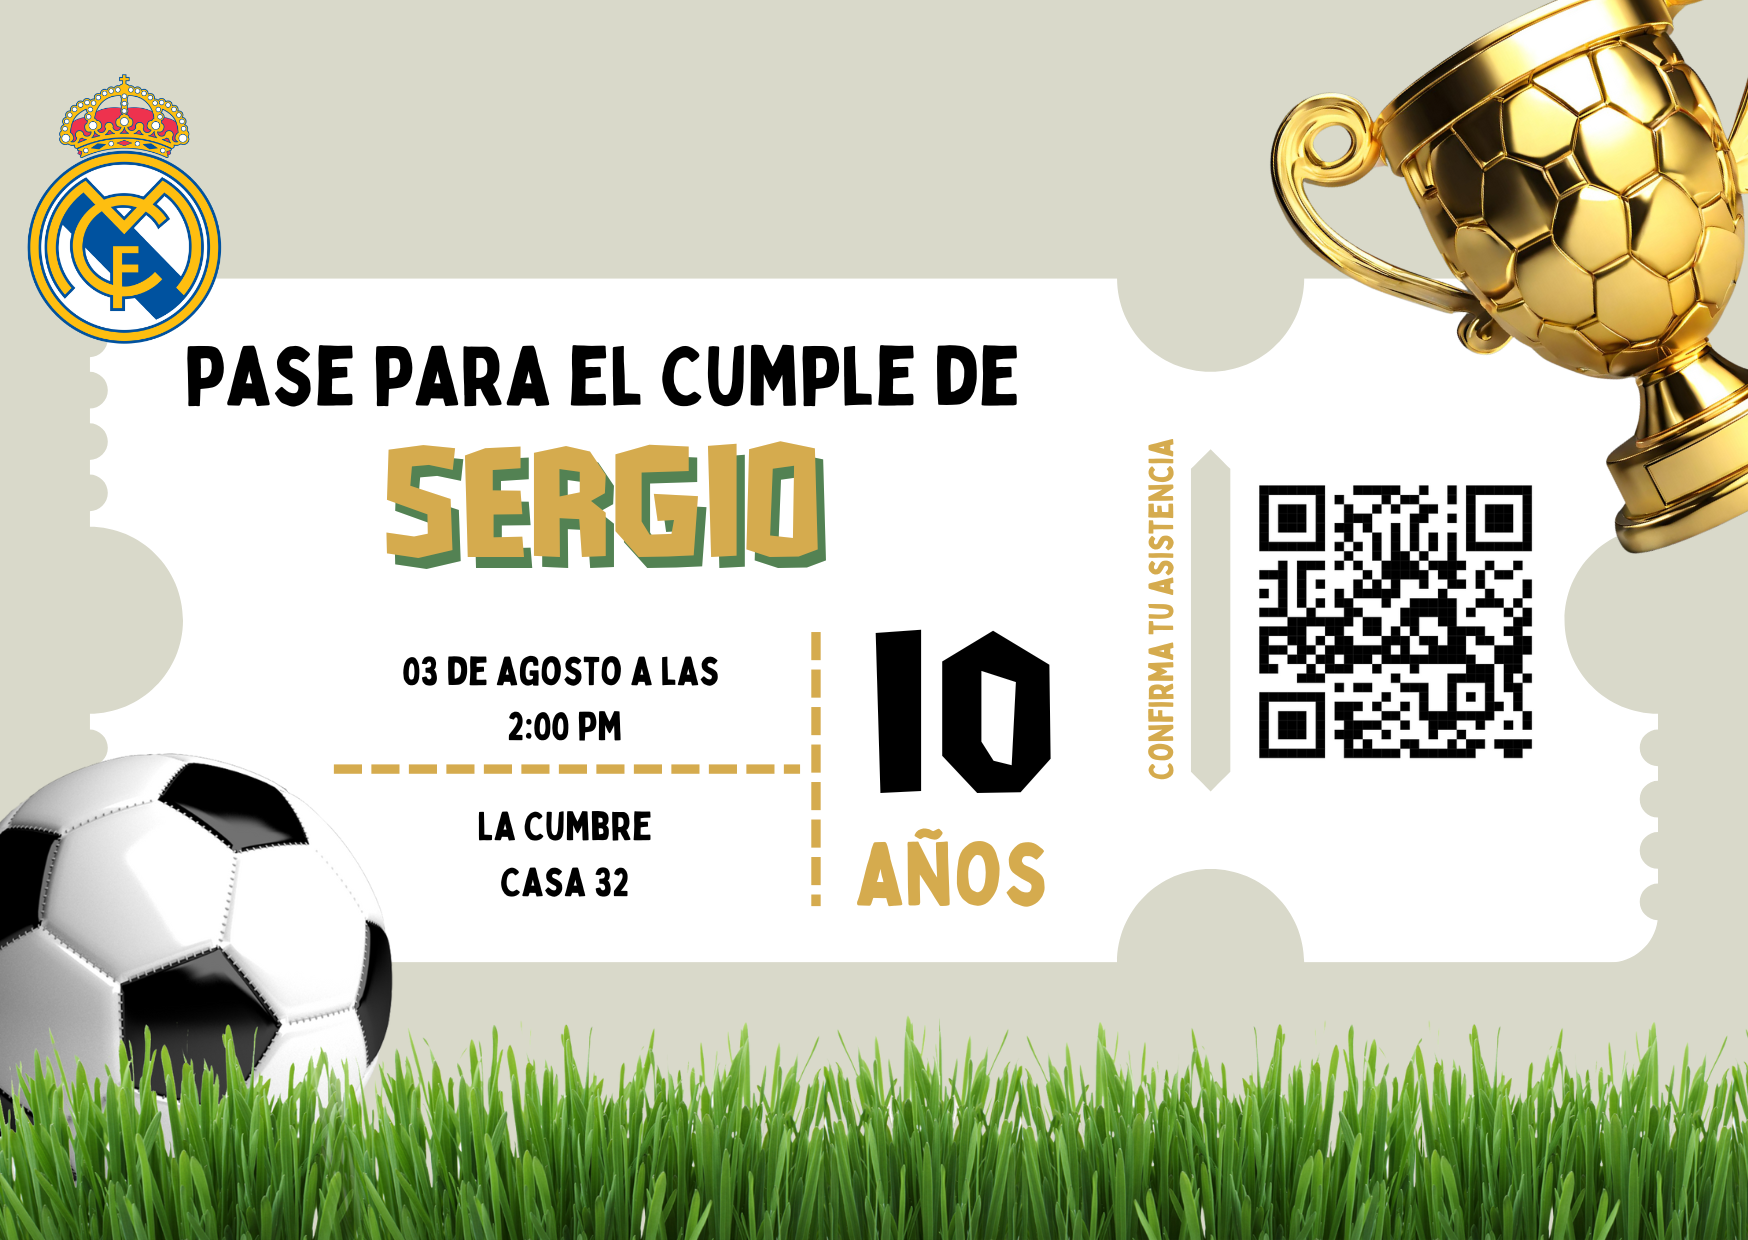 PASE PARA EL CUMPLE DE
SERGIO
03 DE AGOSTO A LAS
2:00 PM
LA CUMBRE
CASA 32
10
AÑOS
CONFIRMA TU ASISTENCIA